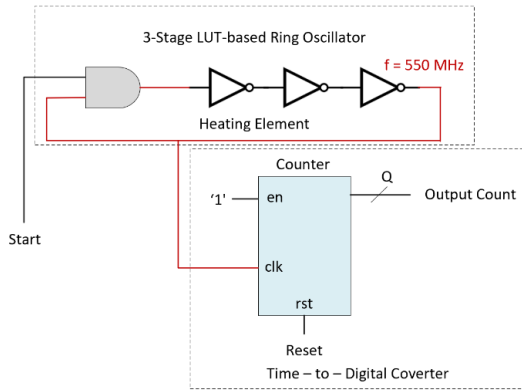 3-Stage LUT-based Ring Oscillator
f = 550 MHz
Heating Element
Start
Counter
Q
'1'
en
Output Count
clk
rst
Reset
Time – to – Digital Coverter